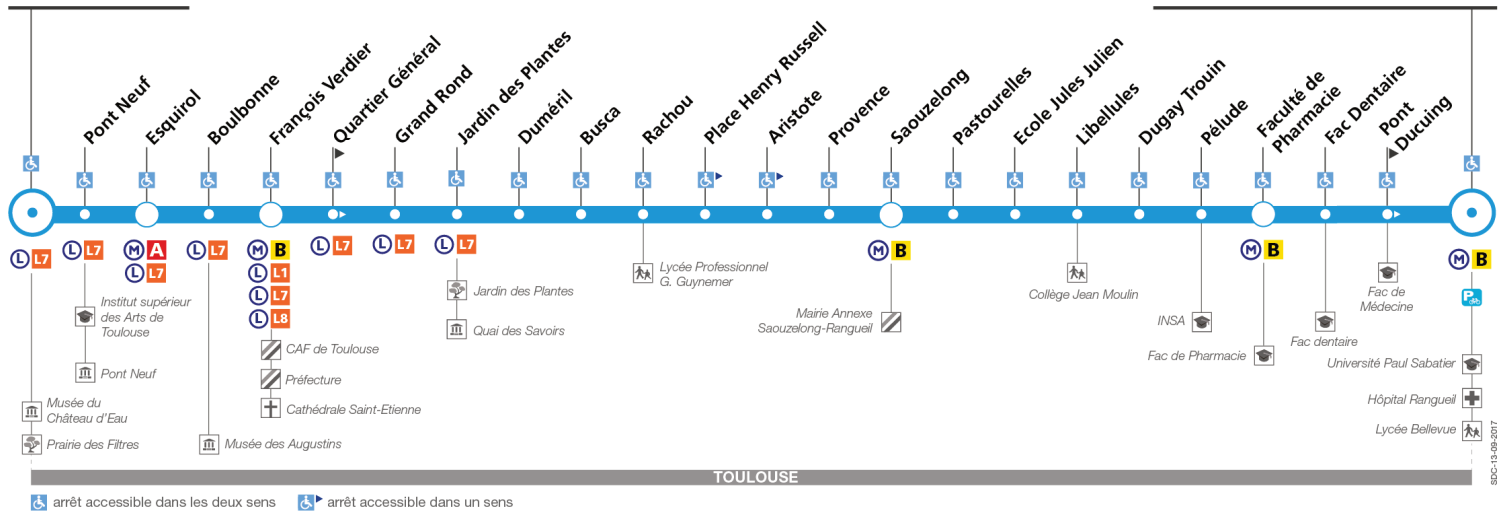 Pont Neuf
Esquirol
Boulbonne
François Verdier
Quartier Général
Grand Rond
Jardin des Plantes
Duméril
Busca
Rachou
Place Henry Russell
Aristote
Provence
Saouzelong
Pastourelles
Ecole Jules Julien
Libellules
Dugay Trouin
Pélude
Faculté de
Pharmacie
Fac Dentaire
Pont
Ducuing
L L7
L L7
M A
L L7
L L7
M B
L L1
L L7
L L8
L L7
L L7
L L7
M B
M B
M B
P
Musée du
Château d'Eau
Prairie des Filtres
Institut supérieur
des Arts de
Toulouse
Pont Neuf
Musée des Augustins
CAF de Toulouse
Préfecture
Cathédrale Saint-Etienne
Jardin des Plantes
Quai des Savoirs
Lycée Professionnel
G. Guynemer
Mairie Annexe
Saouzelong-Rangueil
Collège Jean Moulin
INSA
Fac de Pharmacie
Fac dentaire
Fac de
Médecine
Université Paul Sabatier
Hôpital Rangueil
Lycée Bellevue
SDC-13-09-2017
TOULOUSE
arrêt accessible dans les deux sens
arrêt accessible dans un sens